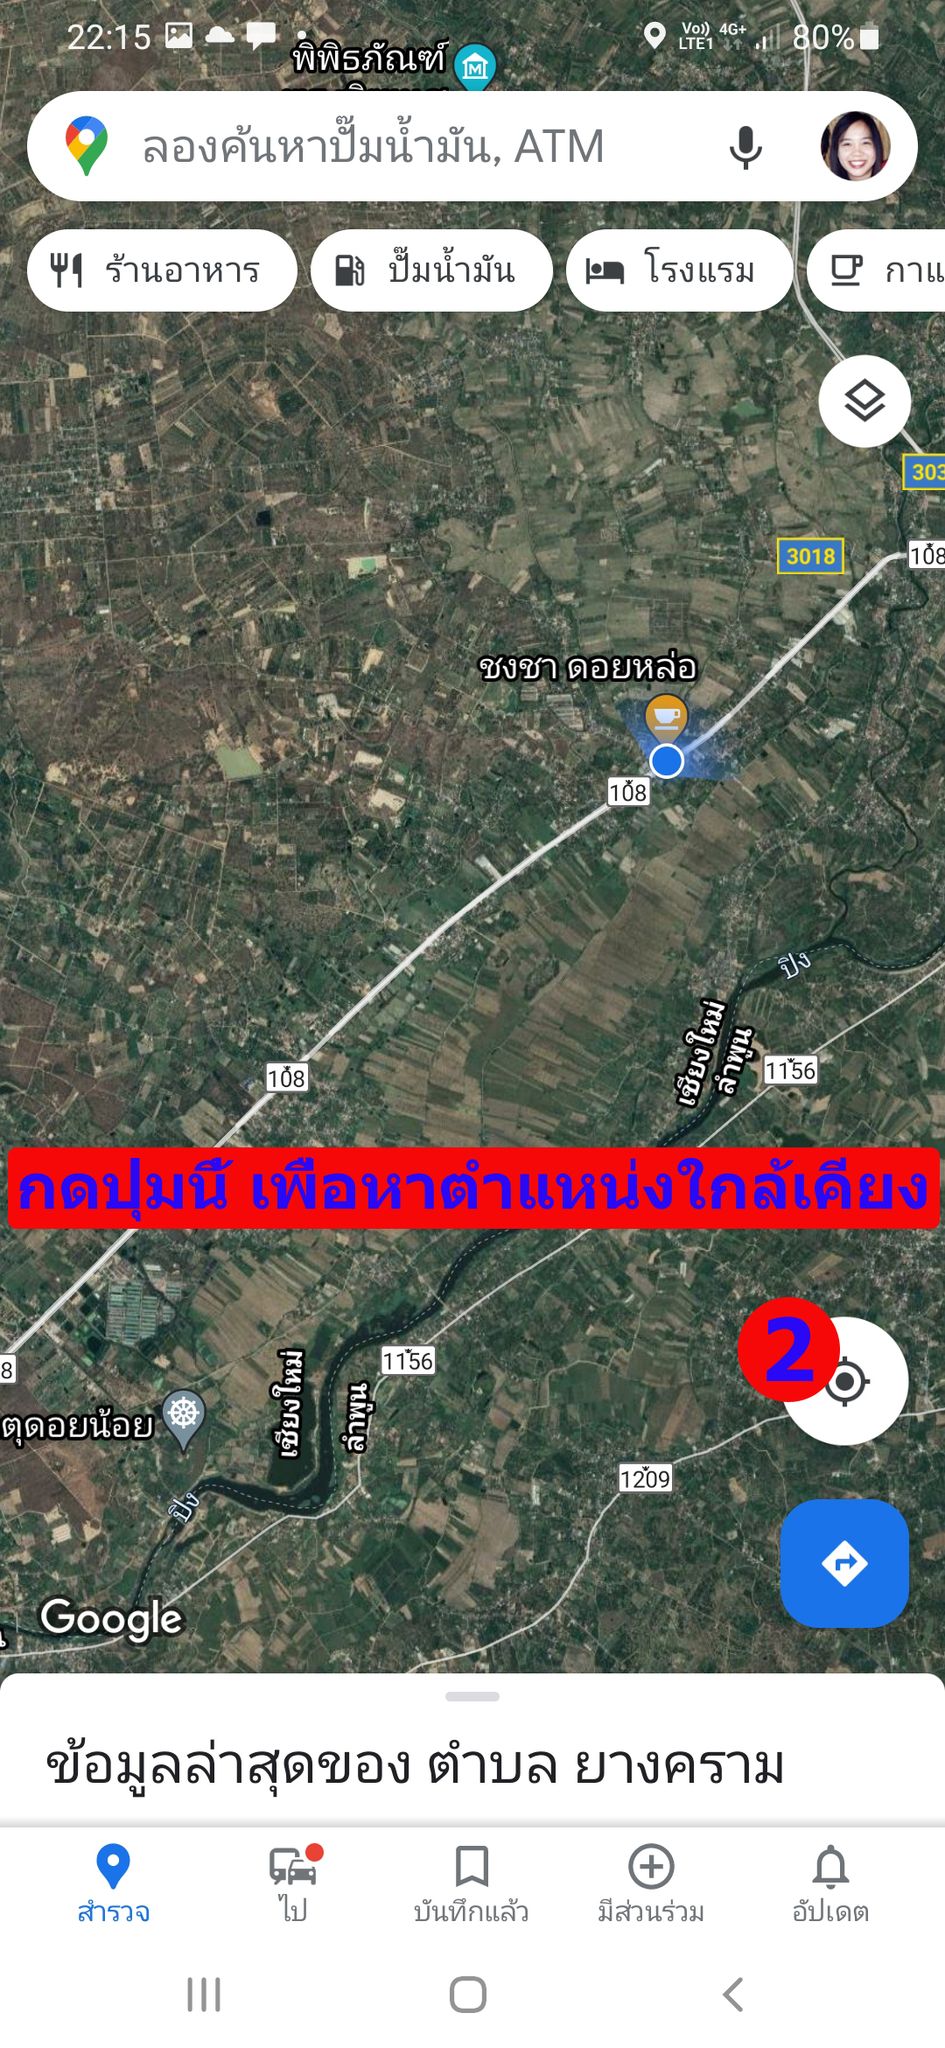 22:15
Vo)) LTE1 4G+ 80%
พิพิธภัณฑ์
ลองค้นหาปั๊มน้ำมัน, ATM
ร้านอาหาร ปั๊มน้ำมัน โรงแรม กาแ
303
3018 108
ชงชา ดอยหล่อ
108
ปิง
เชียงใหม่
ลำพูน
1156
108
กดปุ่มนี้ เพื่อหาตำแหน่งใกล้เคียง
2
1156
8
เชียงใหม่
ลำพูน
ตุดอยน้อย
1209
ปิง
Google
ข้อมูลล่าสุดของ ตำบล ยางคราม
สำรวจ ไป บันทึกแล้ว มีส่วนร่วม อัปเดต